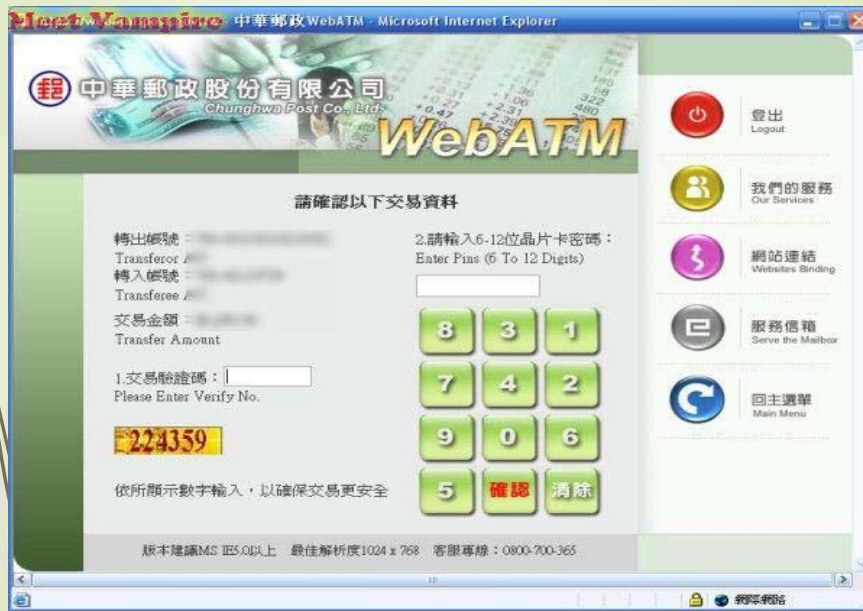 Meet Vampire 中華郵政WebATM - Microsoft Internet Explorer
郵 中華郵政股份有限公司
Chunghwa Post Co., Ltd.
WebATM
請確認以下交易資料
轉出帳號：
Transferor A
轉入帳號：
Transferee A
交易金額：
Transfer Amount
1.交易驗證碼：
Please Enter Verify No.
224359
依所顯示數字輸入，以確保交易更安全
2.請輸入6-12位晶片卡密碼：
Enter Pins (6 To 12 Digits)
8 3 1
7 4 2
9 0 6
5 確認 清除
版本建議MS IE5.0以上 最佳解析度1024 x 768 客服專線：0800-700-365
登出
Logout
我們的服務
Our Services
網站連結
Websites Binding
服務信箱
Serve the Mailbox
回主選單
Main Menu
網際網路